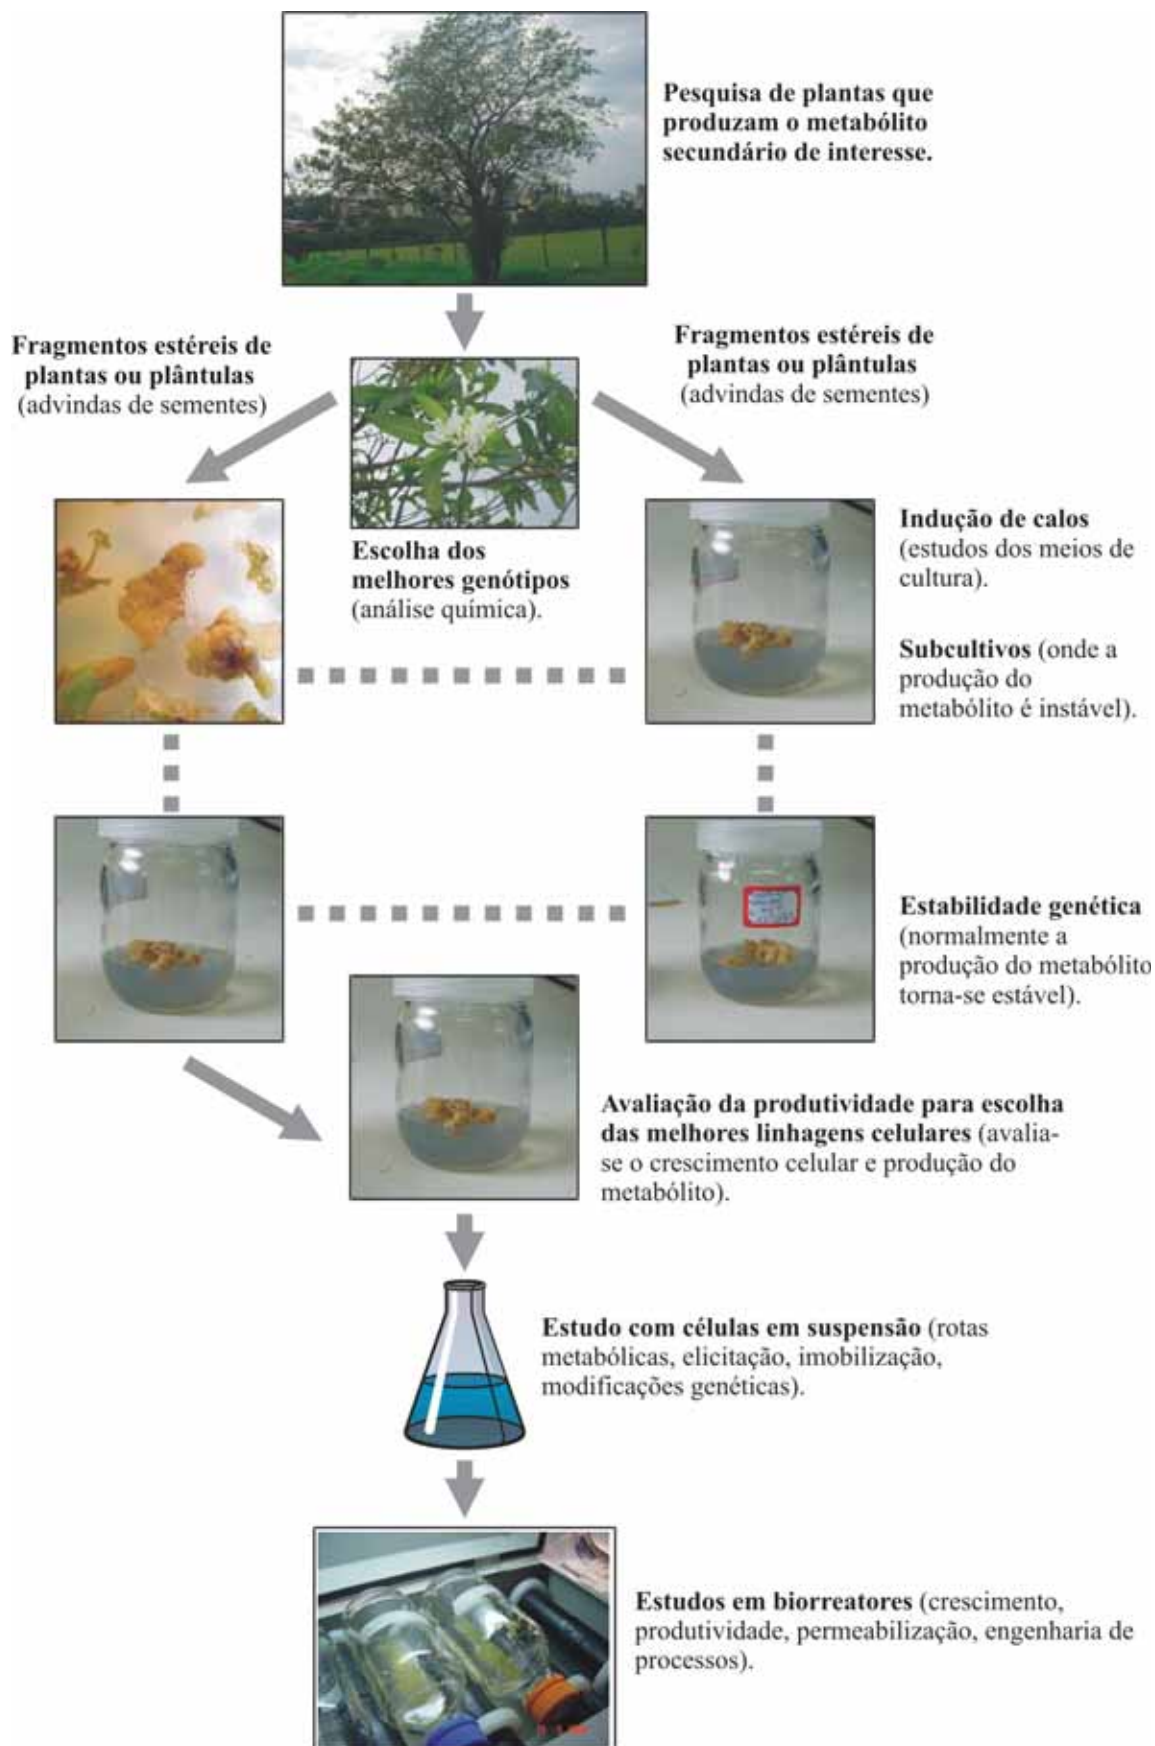 Pesquisa de plantas que
produzam o metabólito
secundário de interesse.
Fragmentos estéreis de
plantas ou plântulas
(advindas de sementes)
Fragmentos estéreis de
plantas ou plântulas
(advindas de sementes)
Escolha dos
melhores genótipos
(análise química).
Indução de calos
(estudos dos meios de
cultura).
Subcultivos (onde a
produção do
metabólito é instável).
Estabilidade genética
(normalmente a
produção do metabólito
torna-se estável).
Avaliação da produtividade para escolha
das melhores linhagens celulares (avalia-
se o crescimento celular e produção do
metabólito).
Estudo com células em suspensão (rotas
metabólicas, elicitação, imobilização,
modificações genéticas).
Estudos em biorreatores (crescimento,
produtividade, permeabilização, engenharia de
processos).